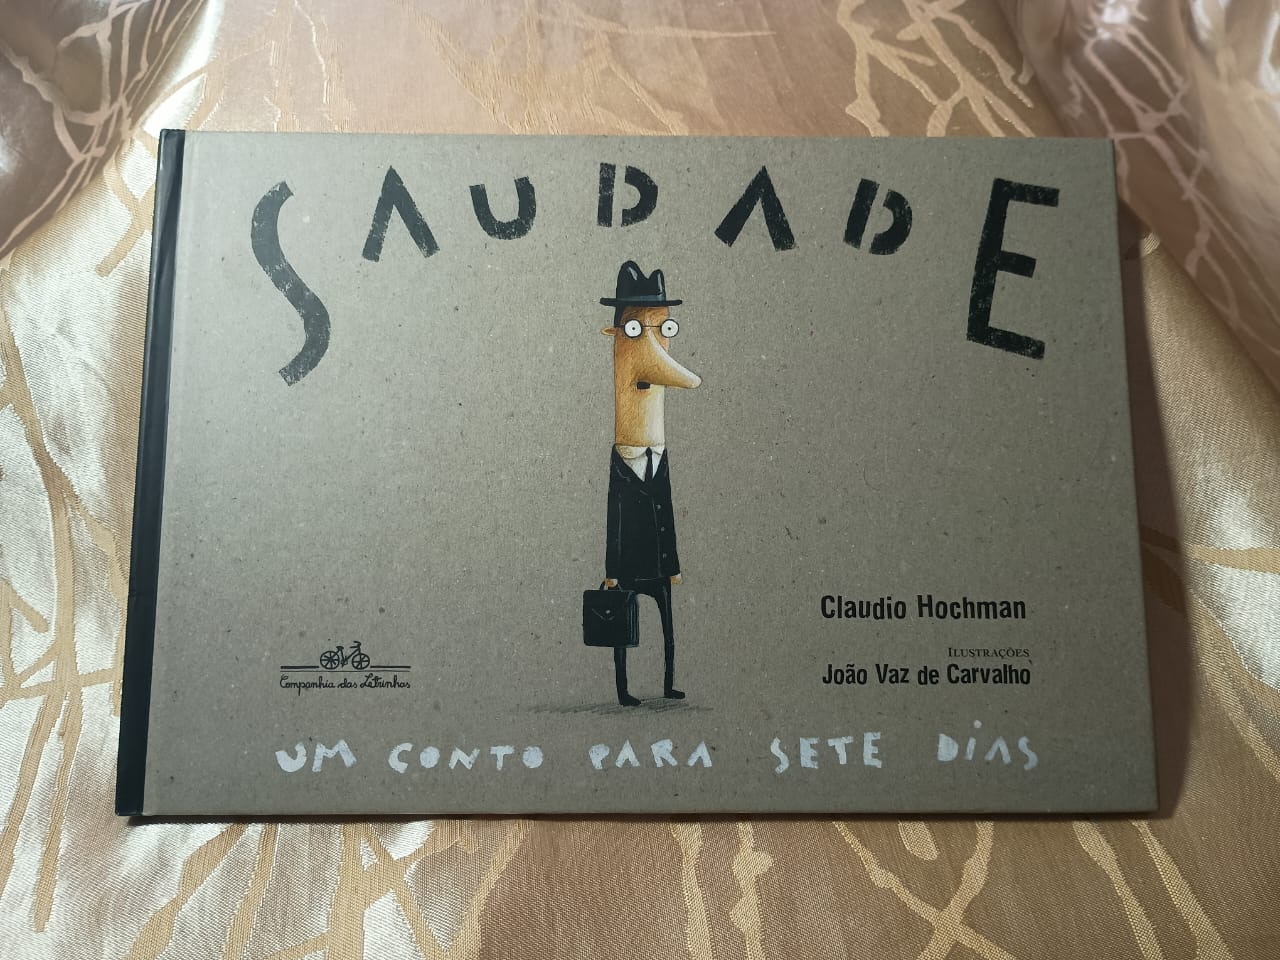 SAUDADE
Claudio Hochman
ILUSTRAÇÕES
João Vaz de Carvalho
Companhia das Letrinhas
UM CONTO PARA SETE DiAS